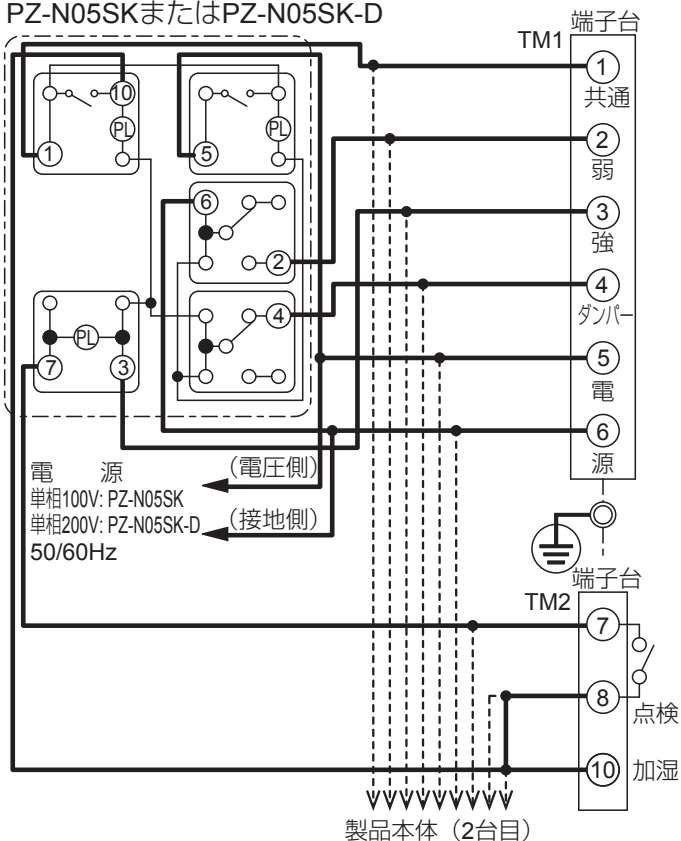 PZ-N05SKまたはPZ-N05SK-D
端子台
TM1
1
共通
2
弱
3
強
4
ダンパー
5
電
6
源
10
PL
1
PL
5
6
2
4
PL
7
3
電 源
単相100V: PZ-N05SK
単相200V: PZ-N05SK-D
50/60Hz
(電圧側)
(接地側)
端子台
TM2
7
8
点検
10
加湿
製品本体(2台目)